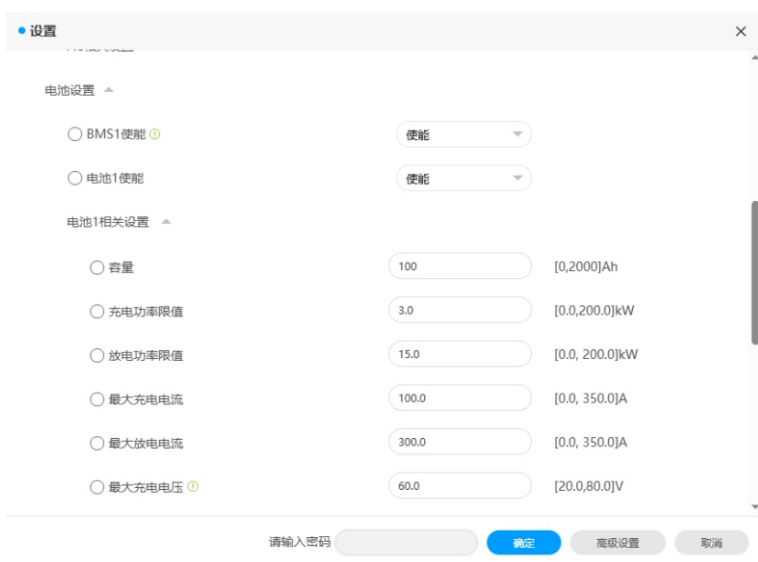 设置
电池设置
BMS1使能 使能
电池1使能 使能
电池1相关设置
容量 100 [0,2000]Ah
充电功率限值 3.0 [0.0,200.0]kW
放电功率限值 15.0 [0.0, 200.0]kW
最大充电电流 100.0 [0.0, 350.0]A
最大放电电流 300.0 [0.0, 350.0]A
最大充电电压 60.0 [20.0,80.0]V
请输入密码 确定 高级设置 取消